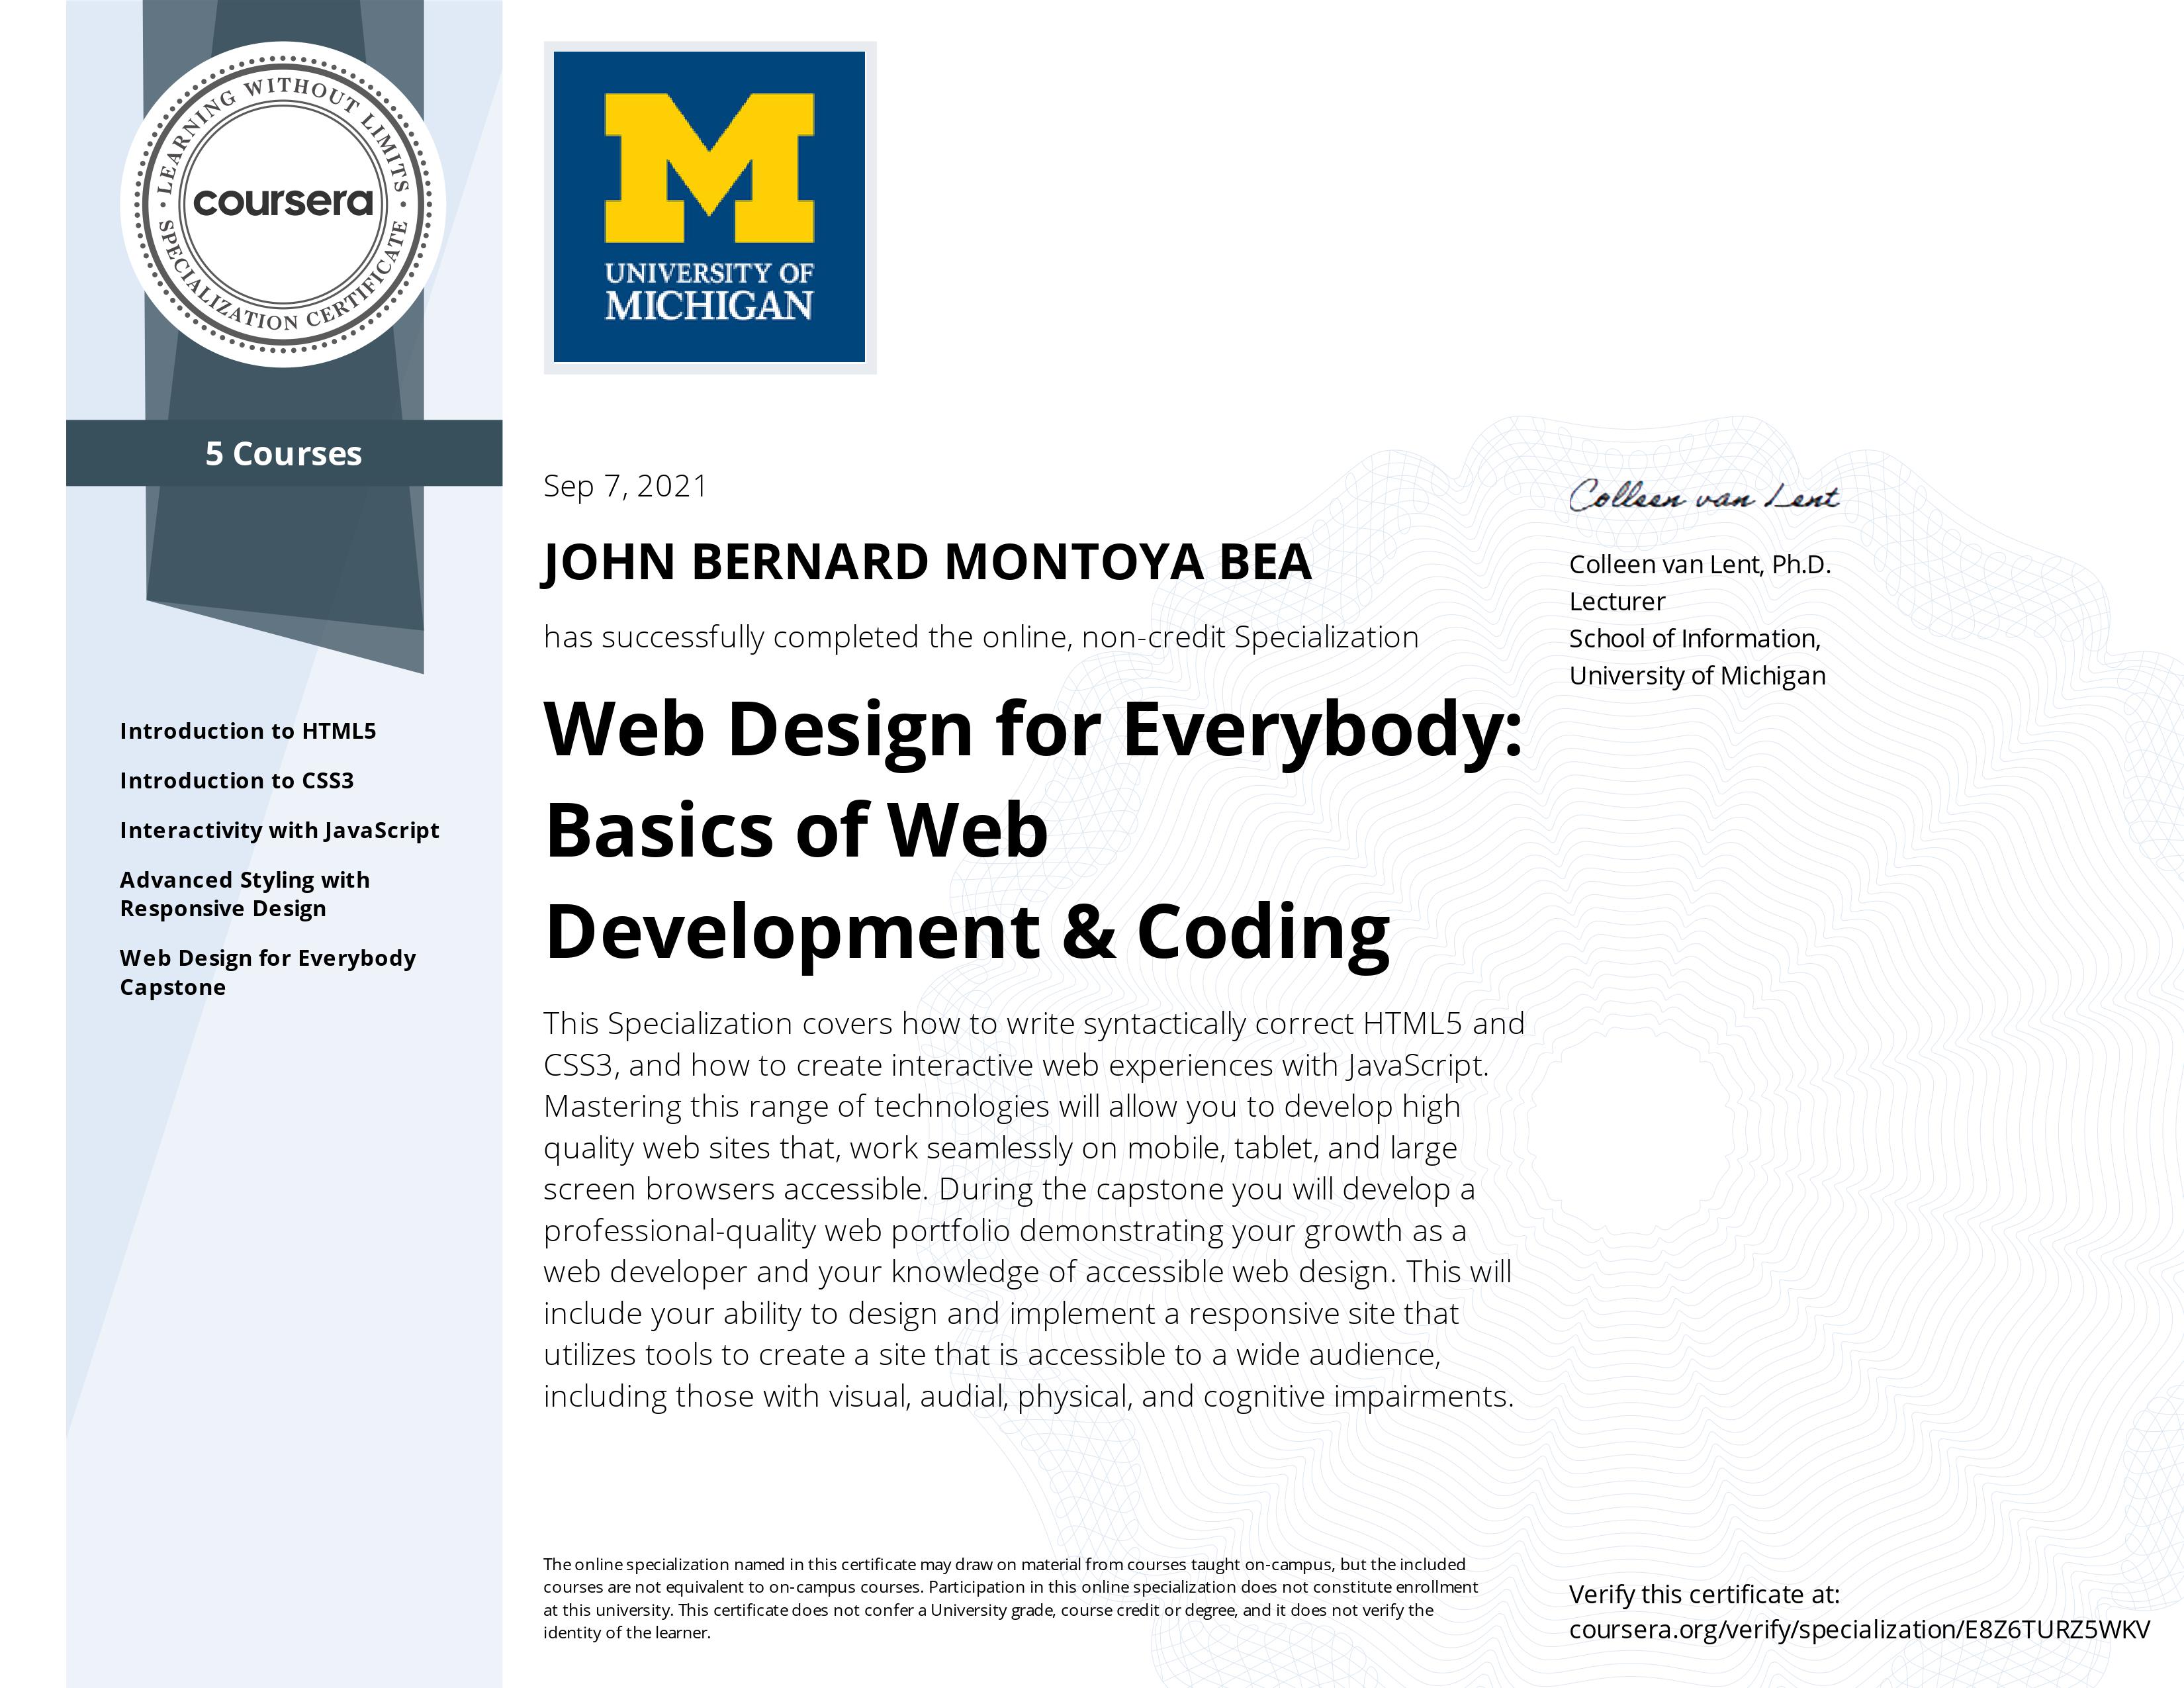 LEARNING WITHOUT LIMITS
coursera
SPECIALIZATION CERTIFICATE
5 Courses
Introduction to HTML5
Introduction to CSS3
Interactivity with JavaScript
Advanced Styling with
Responsive Design
Web Design for Everybody
Capstone
M
UNIVERSITY OF
MICHIGAN
Sep 7, 2021
JOHN BERNARD MONTOYA BEA
has successfully completed the online, non-credit Specialization
Web Design for Everybody:
Basics of Web
Development & Coding
This Specialization covers how to write syntactically correct HTML5 and
CSS3, and how to create interactive web experiences with JavaScript.
Mastering this range of technologies will allow you to develop high
quality web sites that, work seamlessly on mobile, tablet, and large
screen browsers accessible. During the capstone you will develop a
professional-quality web portfolio demonstrating your growth as a
web developer and your knowledge of accessible web design. This will
include your ability to design and implement a responsive site that
utilizes tools to create a site that is accessible to a wide audience,
including those with visual, audial, physical, and cognitive impairments.
The online specialization named in this certificate may draw on material from courses taught on-campus, but the included
courses are not equivalent to on-campus courses. Participation in this online specialization does not constitute enrollment
at this university. This certificate does not confer a University grade, course credit or degree, and it does not verify the
identity of the learner.
Colleen van Lent
Colleen van Lent, Ph.D.
Lecturer
School of Information,
University of Michigan
Verify this certificate at:
coursera.org/verify/specialization/E8Z6TURZ5WKV